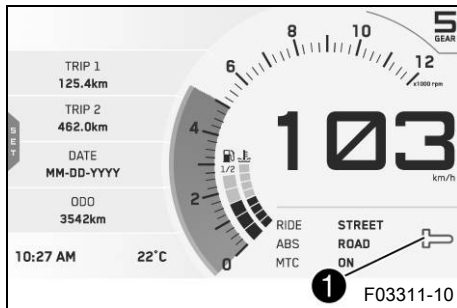 5
GEAR
TRIP 1
125.4km
TRIP 2
462.0km
SET
DATE
MM-DD-YYYY
ODO
3542km
10:27 AM
22°C
0
2
4
6
8
10
12
x1000 rpm
1/2
103
km/h
RIDE STREET
ABS ROAD
MTC ON
1
F03311-10